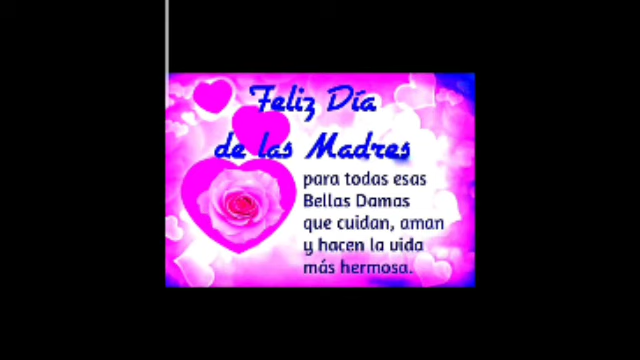 Feliz Día
de las Madres
para todas esas
Bellas Damas
que cuidan, aman
y hacen la vida
más hermosa.